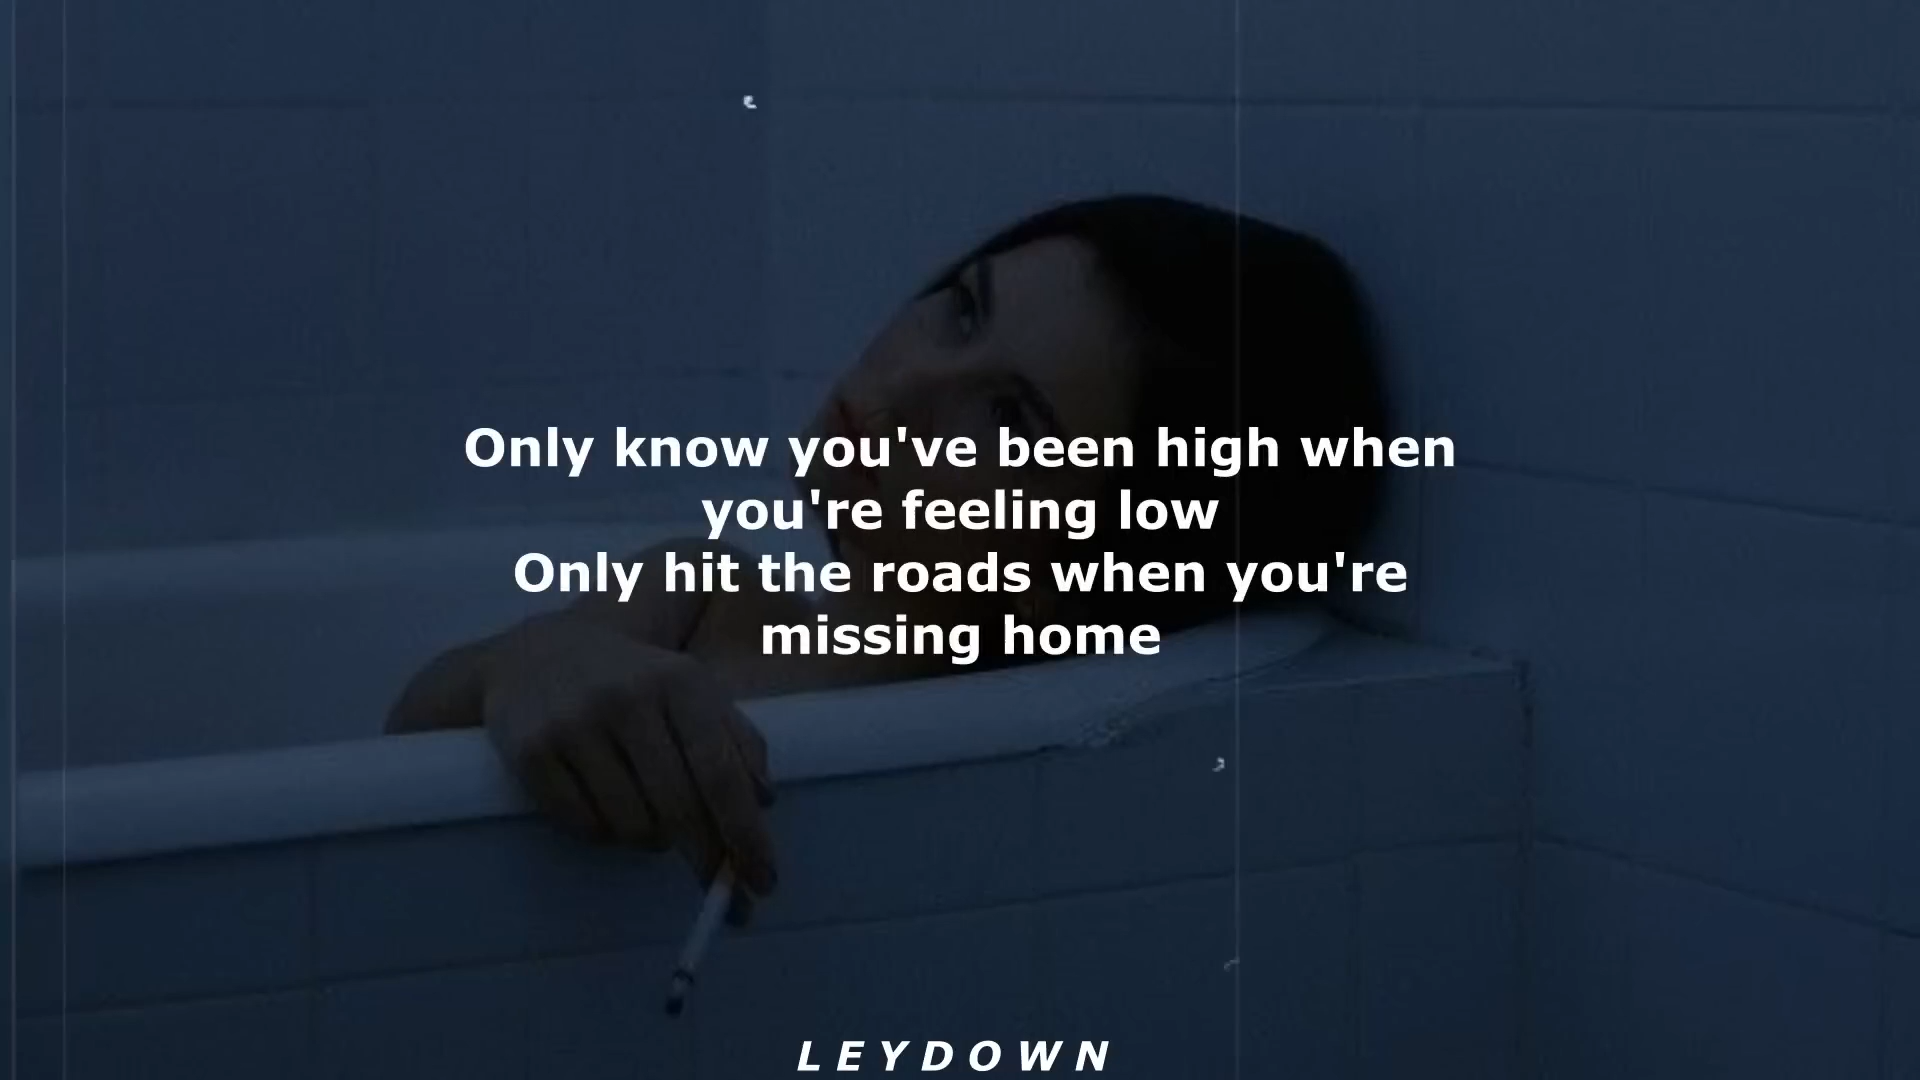 Only know you've been high when
you're feeling low
Only hit the roads when you're
missing home
LEYDOWN